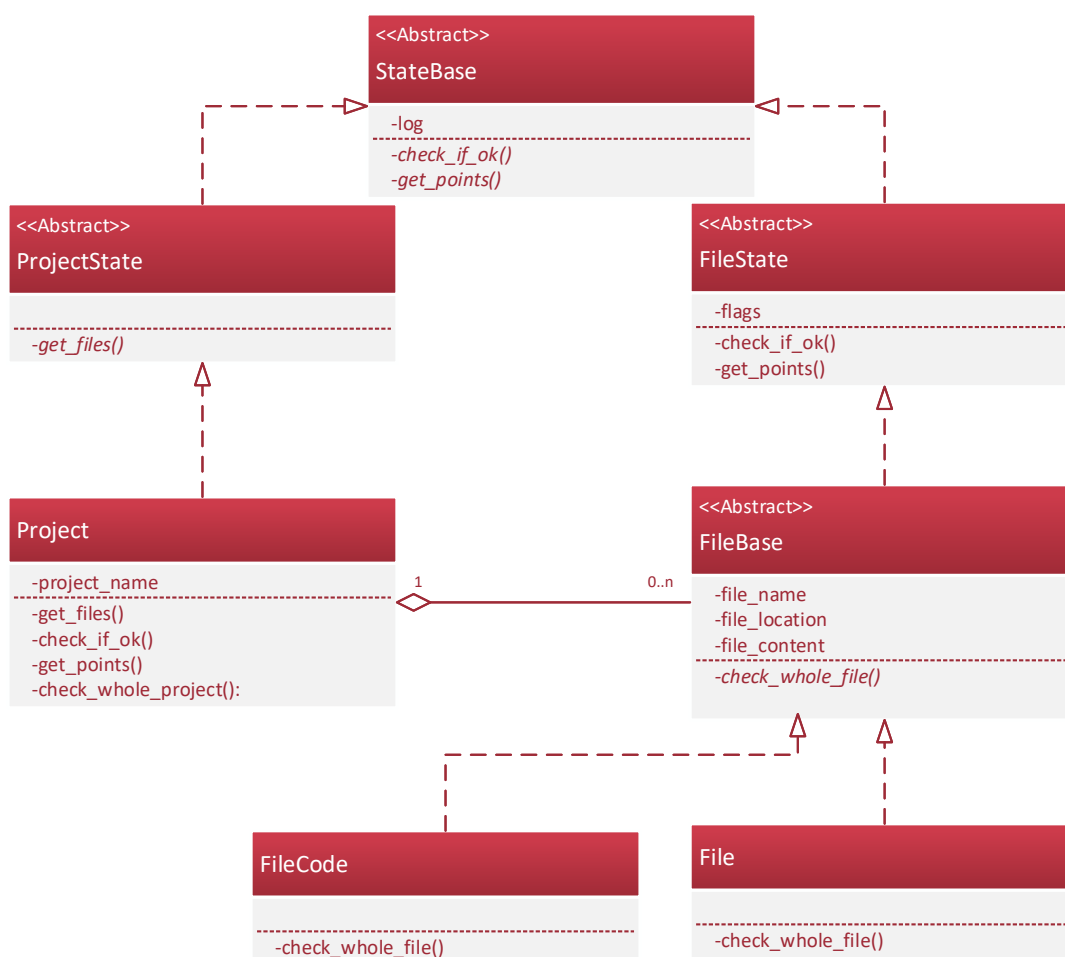 <<Abstract>>
StateBase
-log
-check_if_ok()
-get_points()
<<Abstract>>
ProjectState
-get_files()
<<Abstract>>
FileState
-flags
-check_if_ok()
-get_points()
Project
-project_name
-get_files()
-check_if_ok()
-get_points()
-check_whole_project():
1
0..n
<<Abstract>>
FileBase
-file_name
-file_location
-file_content
-check_whole_file()
FileCode
-check_whole_file()
File
-check_whole_file()